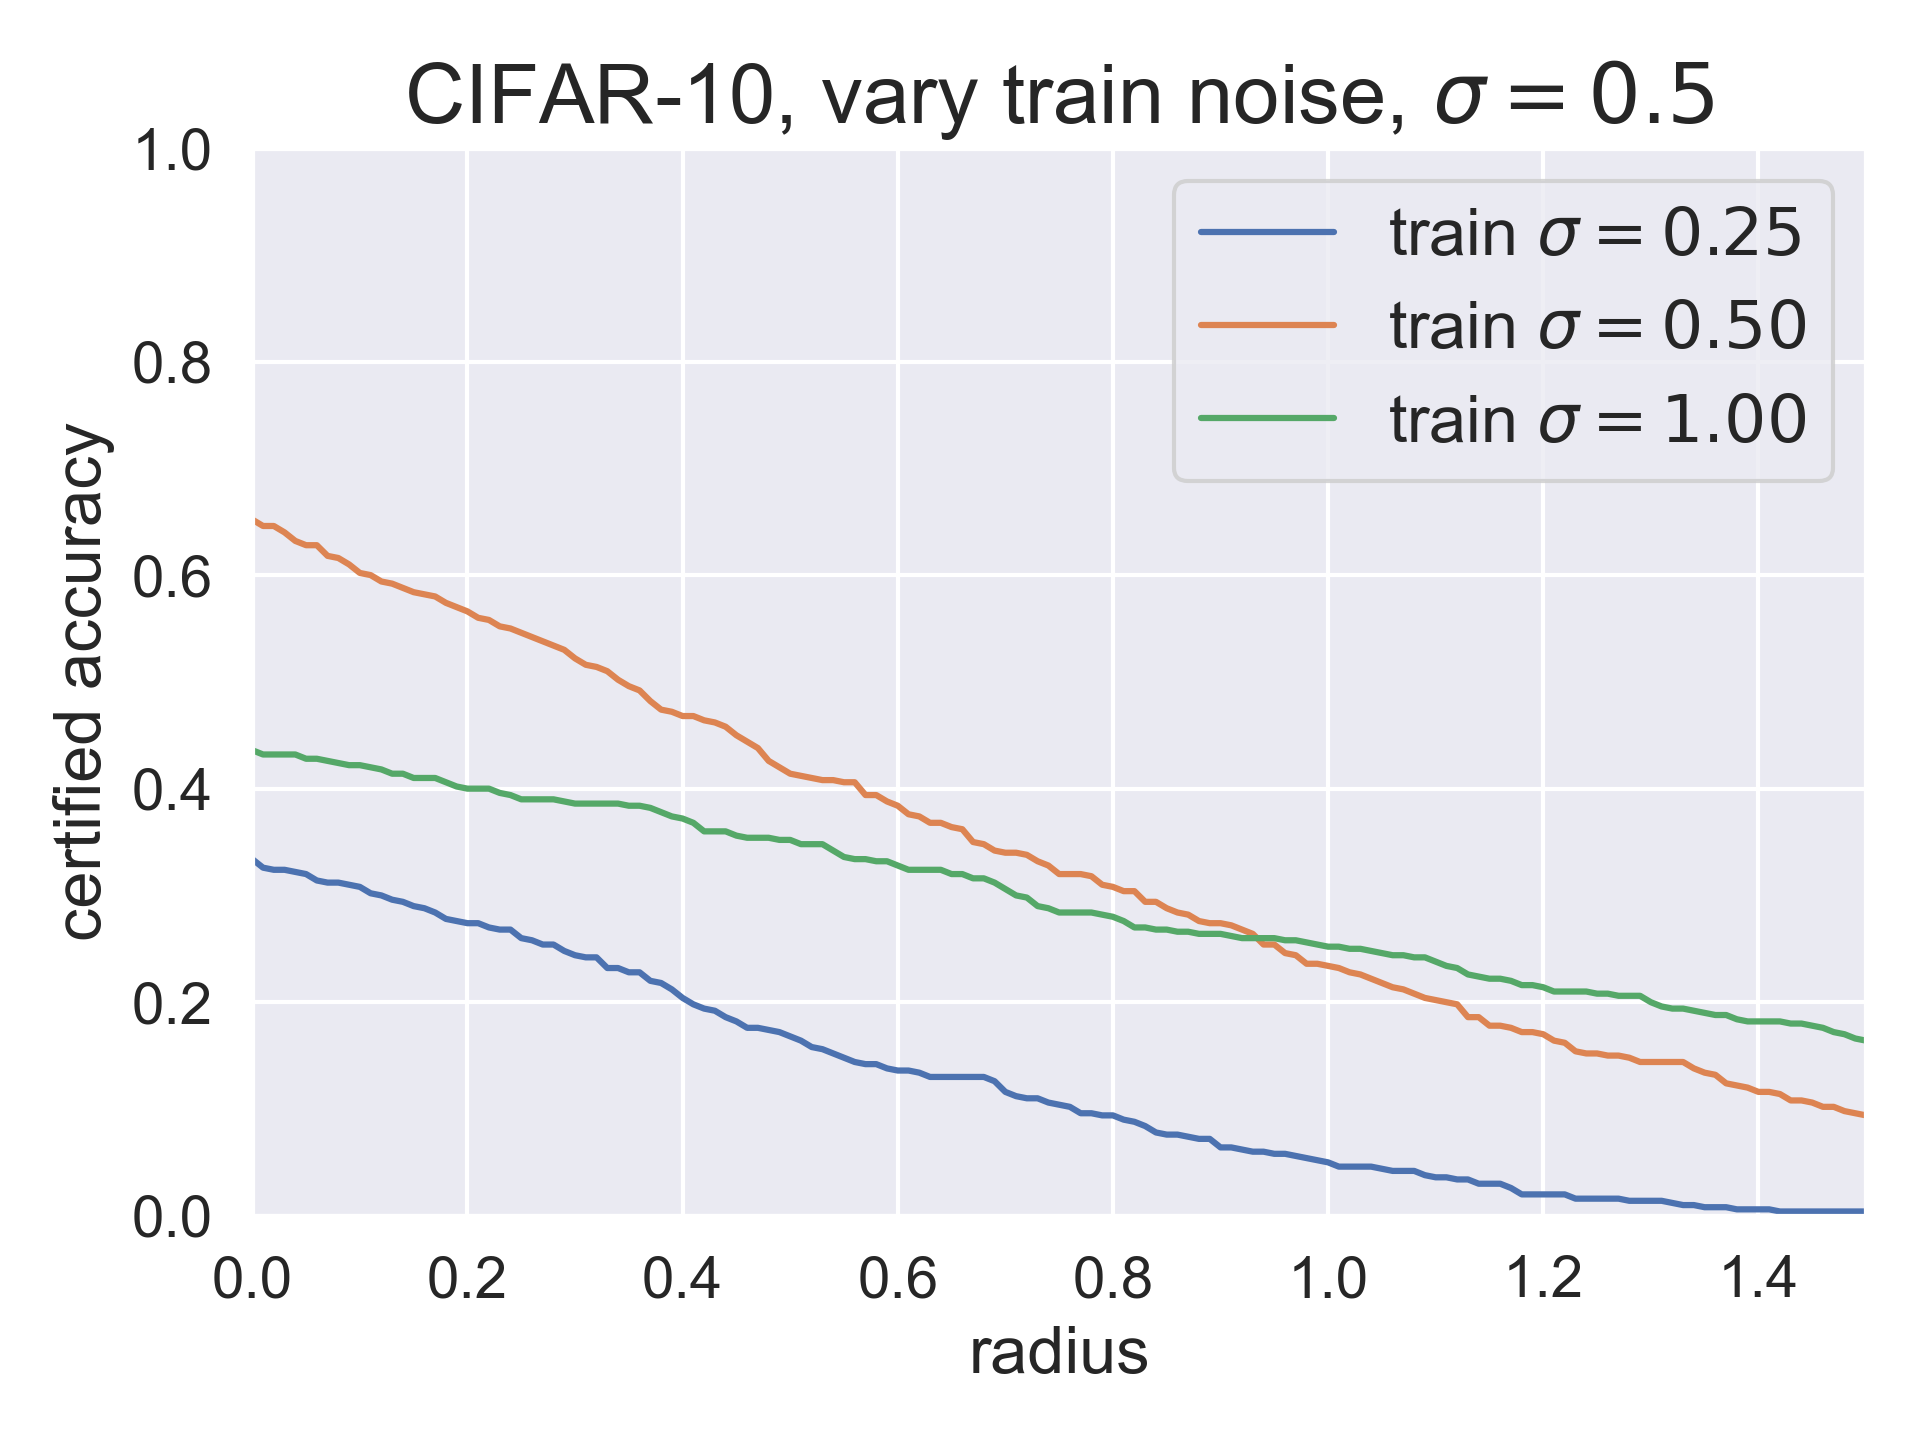 CIFAR-10, vary train noise, σ = 0.5
1.0
0.8
0.6
0.4
0.2
0.0
certified accuracy
train σ = 0.25
train σ = 0.50
train σ = 1.00
0.0 0.2 0.4 0.6 0.8 1.0 1.2 1.4
radius